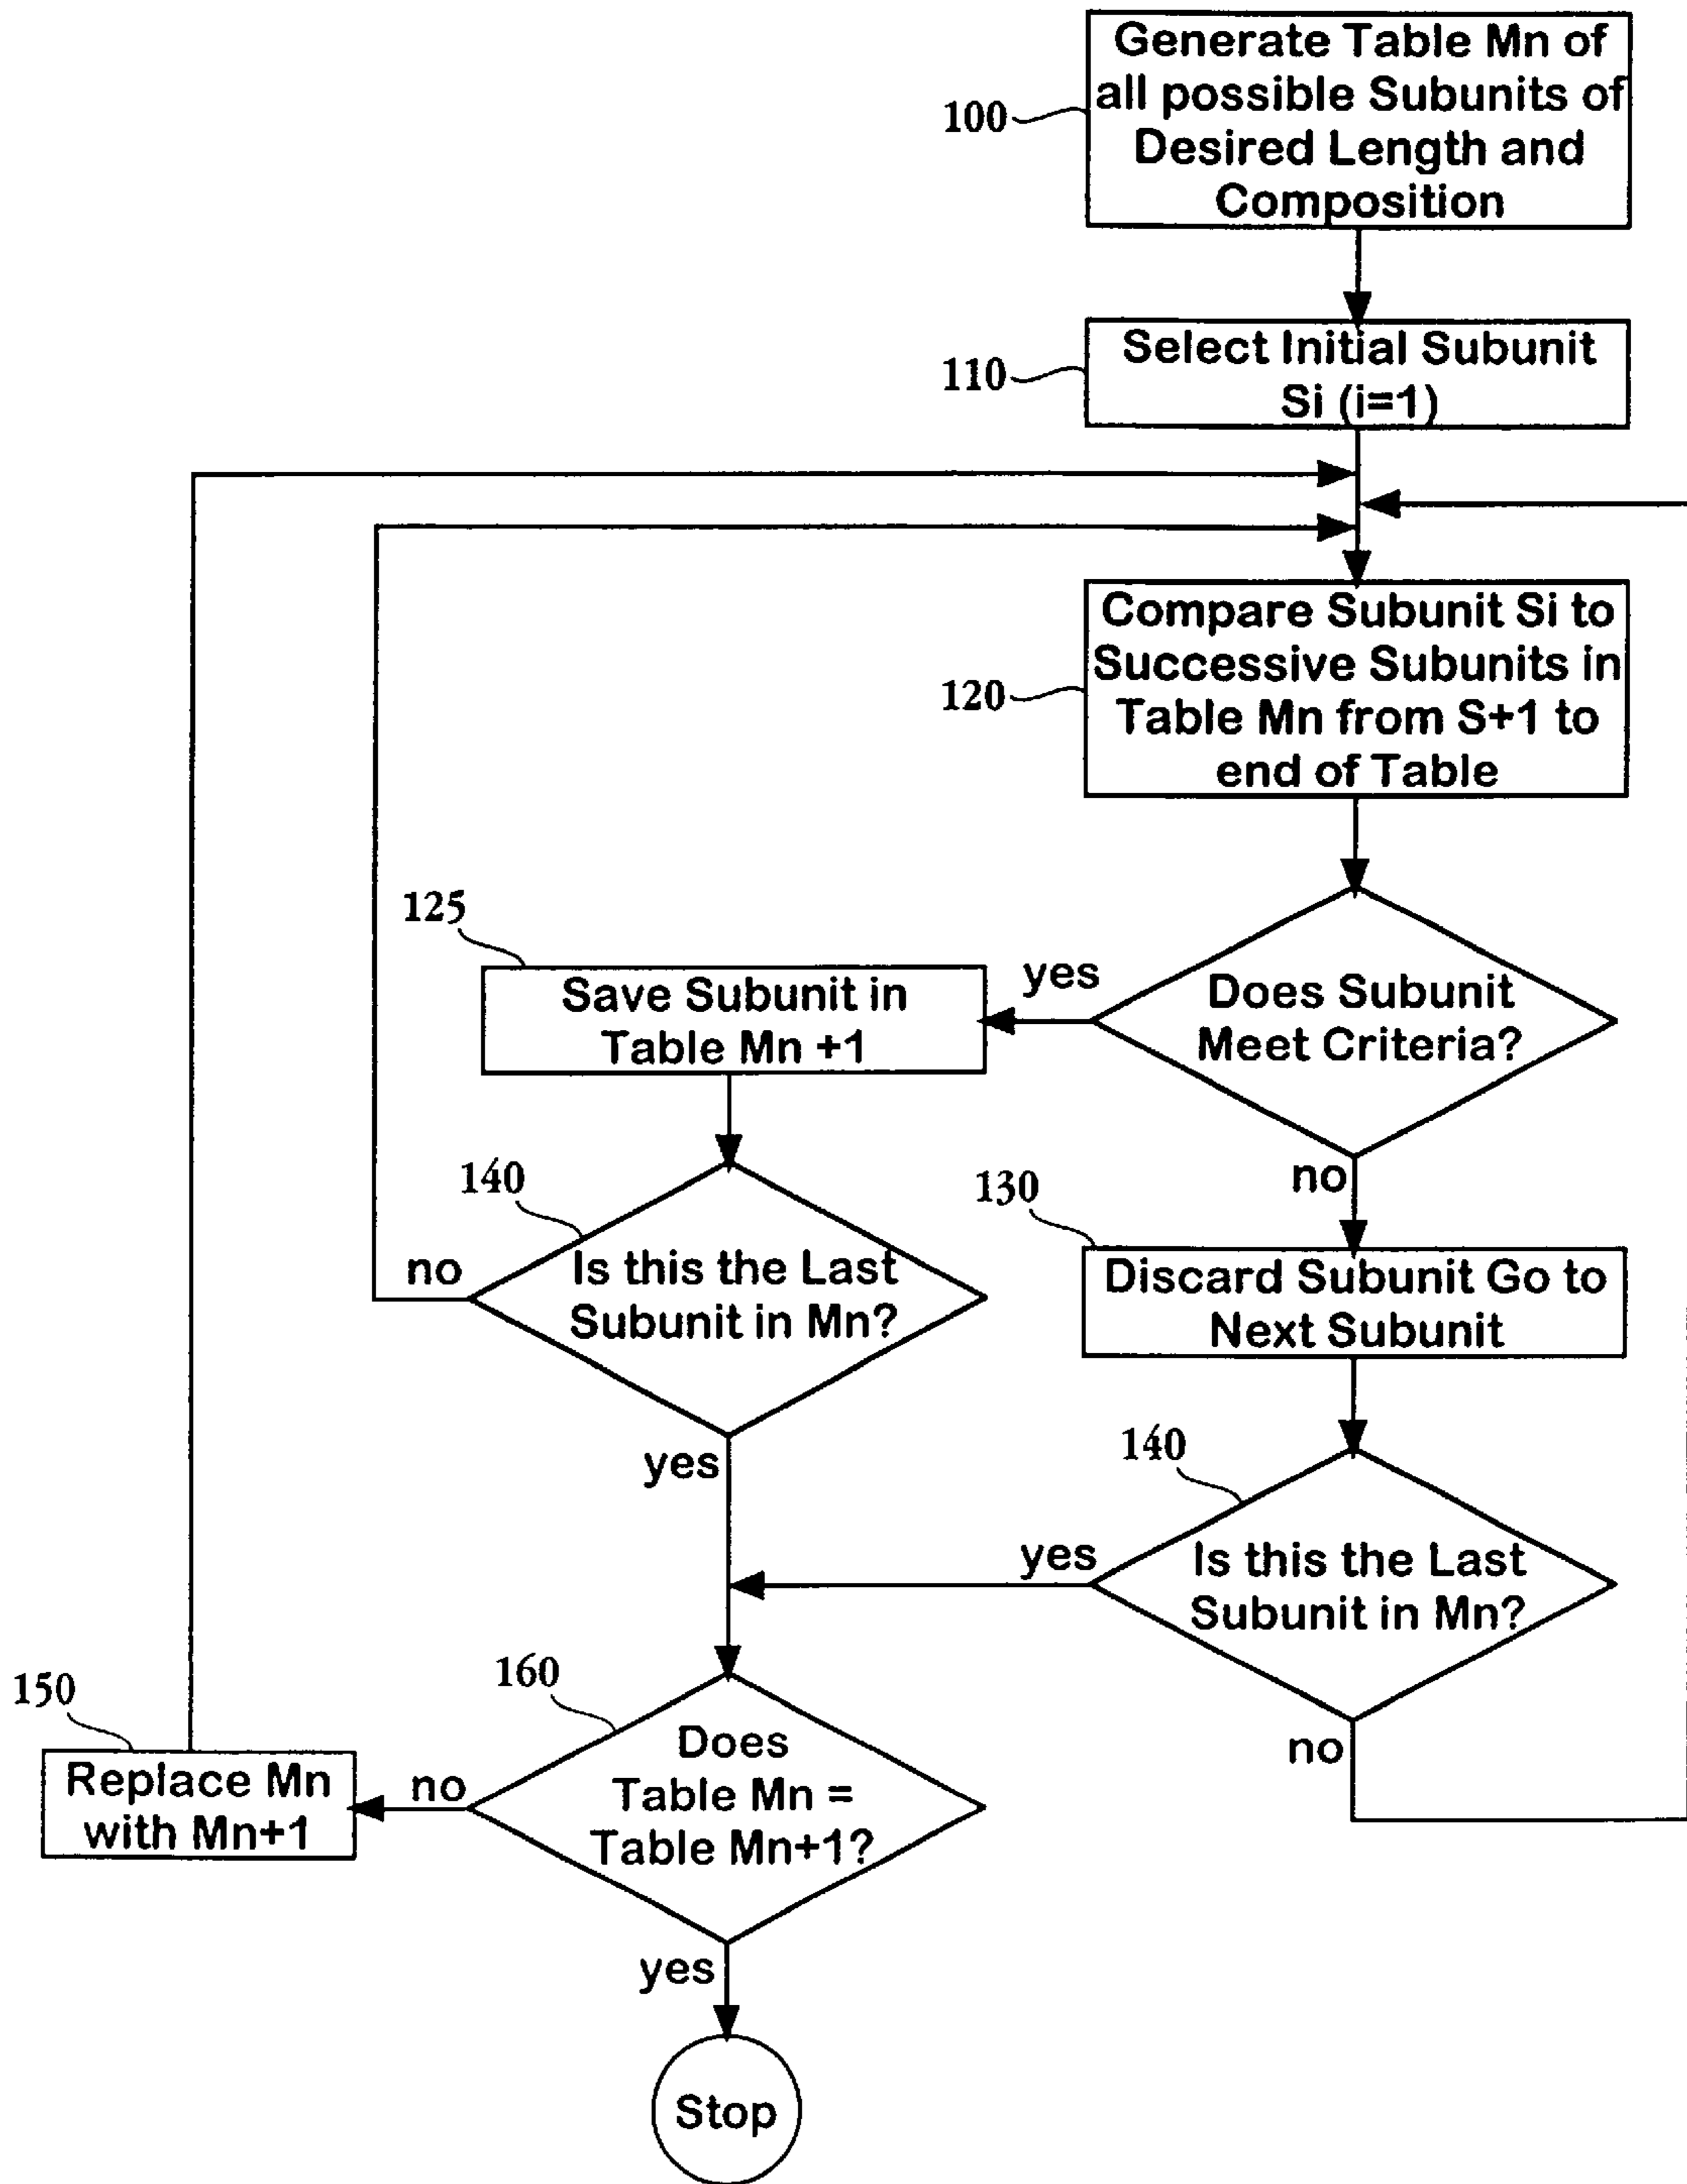 Generate Table Mn of
all possible Subunits of
Desired Length and
Composition
100
Select Initial Subunit
Si (i=1)
110
Compare Subunit Si to
Successive Subunits in
Table Mn from S+1 to
end of Table
120
Does Subunit
Meet Criteria?
yes
no
125
Save Subunit in
Table Mn +1
130
Discard Subunit Go to
Next Subunit
140
Is this the Last
Subunit in Mn?
no
yes
140
Is this the Last
Subunit in Mn?
yes
no
160
Does
Table Mn =
Table Mn+1?
no
yes
150
Replace Mn
with Mn+1
Stop